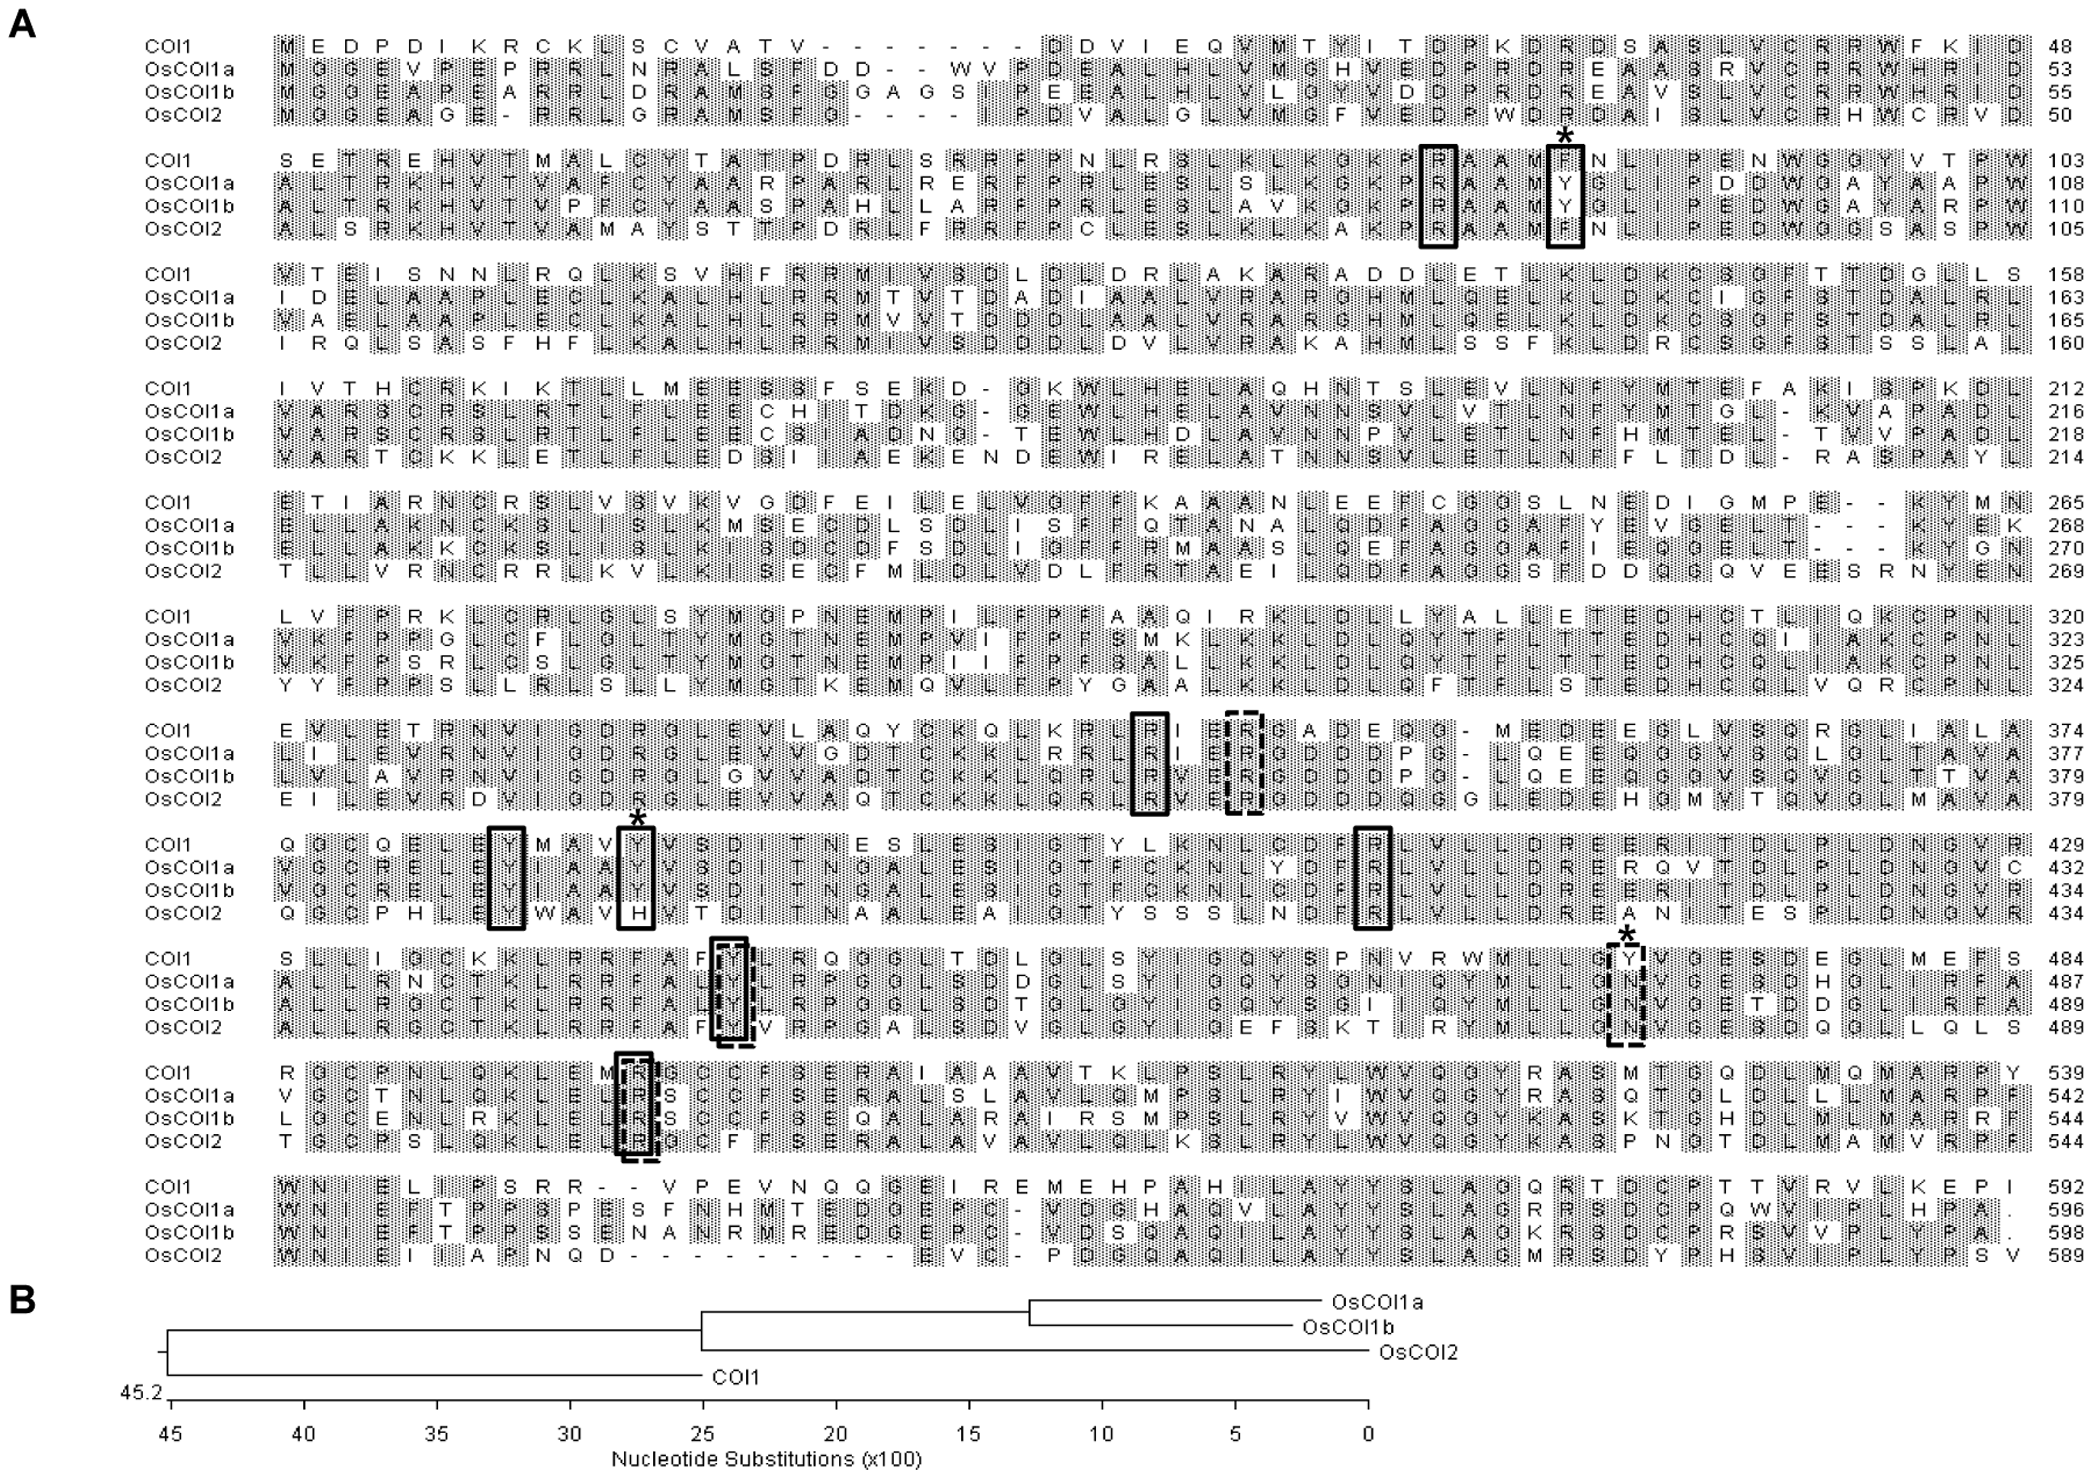 A
COI1 M E D P D I K R C K L S C V A T V - - - - - - - D D V I E Q V M T Y I T D P K D R D S A S L V C R R W F K I D 48
OsCOI1a M G G E V P E P R R L N R A L S F D D - - W V P D E A L H L V M G H V E D P R D R E A A S R V C R R W H R I D 53
OsCOI1b M G G E A P E A R R L D R A M S F G G A G S I P E E A L H L V L G Y V D D P R D R E A V S L V C R R W H R I D 55
OsCOI2 M G G E A G E - R R L G R A M S F G - - - - I P D V A L G L V M G F V E D P W D R D A I S L V C R H W C R V D 50
*
COI1 S E T R E H V T M A L C Y T A T P D R L S R R F P N L R S L K L K G K P R A A M F N L I P E N W G G Y V T P W 103
OsCOI1a A L T R K H V T V A F C Y A A R P A R L R E R F P R L E S L S L K G K P R A A M Y G L I P D D W G A Y A A P W 108
OsCOI1b A L T R K H V T V P F C Y A A S P A H L L A R F P R L E S L A V K G K P R A A M Y G L I P E D W G A Y A R P W 110
OsCOI2 A L S R K H V T V A M A Y S T T P D R L F R R F P C L E S L K L K A K P R A A M F N L I P E D W G G S A S P W 105
COI1 V T E I S N N L R Q L K S V H F R R M I V S D L D L D R L A K A R A D D L E T L K L D K C S G F T T D G L L S 158
OsCOI1a I D E L A A P L E C L K A L H L R R M T V T D A D I A A L V R A R G H M L Q E L K L D K C I G F S T D A L R L 163
OsCOI1b V A E L A A P L E C L K A L H L R R M V V T D D D L A A L V R A R G H M L Q E L K L D K C S G F S T D A L R L 165
OsCOI2 I R Q L S A S F H F L K A L H L R R M I V S D D D L D V L V R A K A H M L S S F K L D R C S G F S T S S L A L 160
COI1 I V T H C R K I K T L L M E E S S F S E K D - G K W L H E L A Q H N T S L E V L N F Y M T E F A K I S P K D L 212
OsCOI1a V A R S C R S L R T L F L E E C H I T D K G - G E W L H E L A V N N S V L V T L N F Y M T G L - K V A P A D L 216
OsCOI1b V A R S C R S L R T L F L E E C S I A D N G - T E W L H D L A V N N P V L E T L N F H M T E L - T V V P A D L 218
OsCOI2 V A R T C K K L E T L F L E D S I I A E K E N D E W I R E L A T N N S V L E T L N F F L T D L - R A S P A Y L 214
COI1 E T I A R N C R S L V S V K V G D F E I L E L V G F F K A A A N L E E F C G G S L N E D I G M P E - - K Y M N 265
OsCOI1a E L L A K N C K S L I S L K M S E C D L S D L I S F F Q T A N A L Q D F A G G A F Y E V G E L T - - - K Y E K 268
OsCOI1b E L L A K K C K S L I S L K I S D C D F S D L I G F F R M A A S L Q E F A G G A F I E Q G E L T - - - K Y G N 270
OsCOI2 T L L V R N C R R L K V L K I S E C F M L D L V D L F R T A E I L Q D F A G G S F D D Q G Q V E E S R N Y E N 269
COI1 L V F P R K L C R L G L S Y M G P N E M P I L F P F A A Q I R K L D L L Y A L L E T E D H C T L I Q K C P N L 320
OsCOI1a V K F P P G L C F L G L T Y M G T N E M P V I F P F S M K L K K L D L Q Y T F L T T E D H C Q I I A K C P N L 323
OsCOI1b V K F P S R L C S L G L T Y M G T N E M P I I F P F S A L L K K L D L Q Y T F L T T E D H C Q L I A K C P N L 325
OsCOI2 Y Y F P P S L L R L S L L Y M G T K E M Q V L F P Y G A A L K K L D L Q F T F L S T E D H C Q L V Q R C P N L 324
COI1 E V L E T R N V I G D R G L E V L A Q Y C K Q L K R L R I E R G A D E Q G - M E D E E G L V S Q R G L I A L A 374
OsCOI1a L I L E V R N V I G D R G L E V V G D T C K K L R R L R I E R G D D D P G - L Q E E Q G G V S Q L G L T A V A 377
OsCOI1b L V L A V R N V I G D R G L G V V A D T C K K L Q R L R V E R G D D D P G - L Q E E Q G G V S Q V G L T T V A 379
OsCOI2 E I L E V R D V I G D R G L E V V A Q T C K K L Q R L R V E R G D D D Q G G L E D E H G M V T Q V G L M A V A 379
*
COI1 Q G C Q E L E Y M A V Y V S D I T N E S L E S I G T Y L K N L C D F R L V L L D R E E R I T D L P L D N G V R 429
OsCOI1a V G C R E L E Y I A A Y V S D I T N G A L E S I G T F C K N L Y D F R L V L L D R E R Q V T D L P L D N G V C 432
OsCOI1b V G C R E L E Y I A A Y V S D I T N G A L E S I G T F C K N L C D F R L V L L D R E E R I T D L P L D N G V R 434
OsCOI2 Q G C P H L E Y W A V H V T D I T N A A L E A I G T Y S S S L N D F R L V L L D R E A N I T E S P L D N G V R 434
*
COI1 S L L I G C K K L R R F A F Y L R Q G G L T D L G L S Y I G Q Y S P N V R W M L L G Y V G E S D E G L M E F S 484
OsCOI1a A L L R N C T K L R R F A L Y L R P G G L S D D G L S Y I G Q Y S G N I Q Y M L L G N V G E S D H G L I R F A 487
OsCOI1b A L L R G C T K L R R F A L Y L R P G G L S D T G L G Y I G Q Y S G I I Q Y M L L G N V G E T D D G L I R F A 489
OsCOI2 A L L R G C T K L R R F A F Y V R P G A L S D V G L G Y I G E F S K T I R Y M L L G N V G E S D Q G L L Q L S 489
COI1 R G C P N L Q K L E M R G C C F S E R A I A A A V T K L P S L R Y L W V Q G Y R A S M T G Q D L M Q M A R P Y 539
OsCOI1a V G C T N L Q K L E L R S C C F S E R A L S L A V L Q M P S L R Y I W V Q G Y R A S Q T G L D L L L M A R P F 542
OsCOI1b L G C E N L R K L E L R S C C F S E Q A L A R A I R S M P S L R Y V W V Q G Y K A S K T G H D L M L M A R R F 544
OsCOI2 T G C P S L Q K L E L R G C F F S E R A L A V A V L Q L K S L R Y L W V Q G Y K A S P N G T D L M A M V R P F 544
COI1 W N I E L I P S R R - - V P E V N Q Q G E I R E M E H P A H I L A Y Y S L A G Q R T D C P T T V R V L K E P I 592
OsCOI1a W N I E F T P P S P E S F N H M T E D G E P C - V D G H A Q V L A Y Y S L A G R R S D C P Q W V I P L H P A . 596
OsCOI1b W N I E F T P P S S E N A N R M R E D G E P C - V D S Q A Q I L A Y Y S L A G K R S D C P R S V V P L Y P A . 598
OsCOI2 W N I E I I A P N Q D - - - - - - - - - E V C - P D G Q A Q I L A Y Y S L A G M R S D Y P H S V I P L Y P S V 589
B
OsCOI1a
OsCOI1b
OsCOI2
COI1
45.2
45 40 35 30 25 20 15 10 5 0
Nucleotide Substitutions (x100)